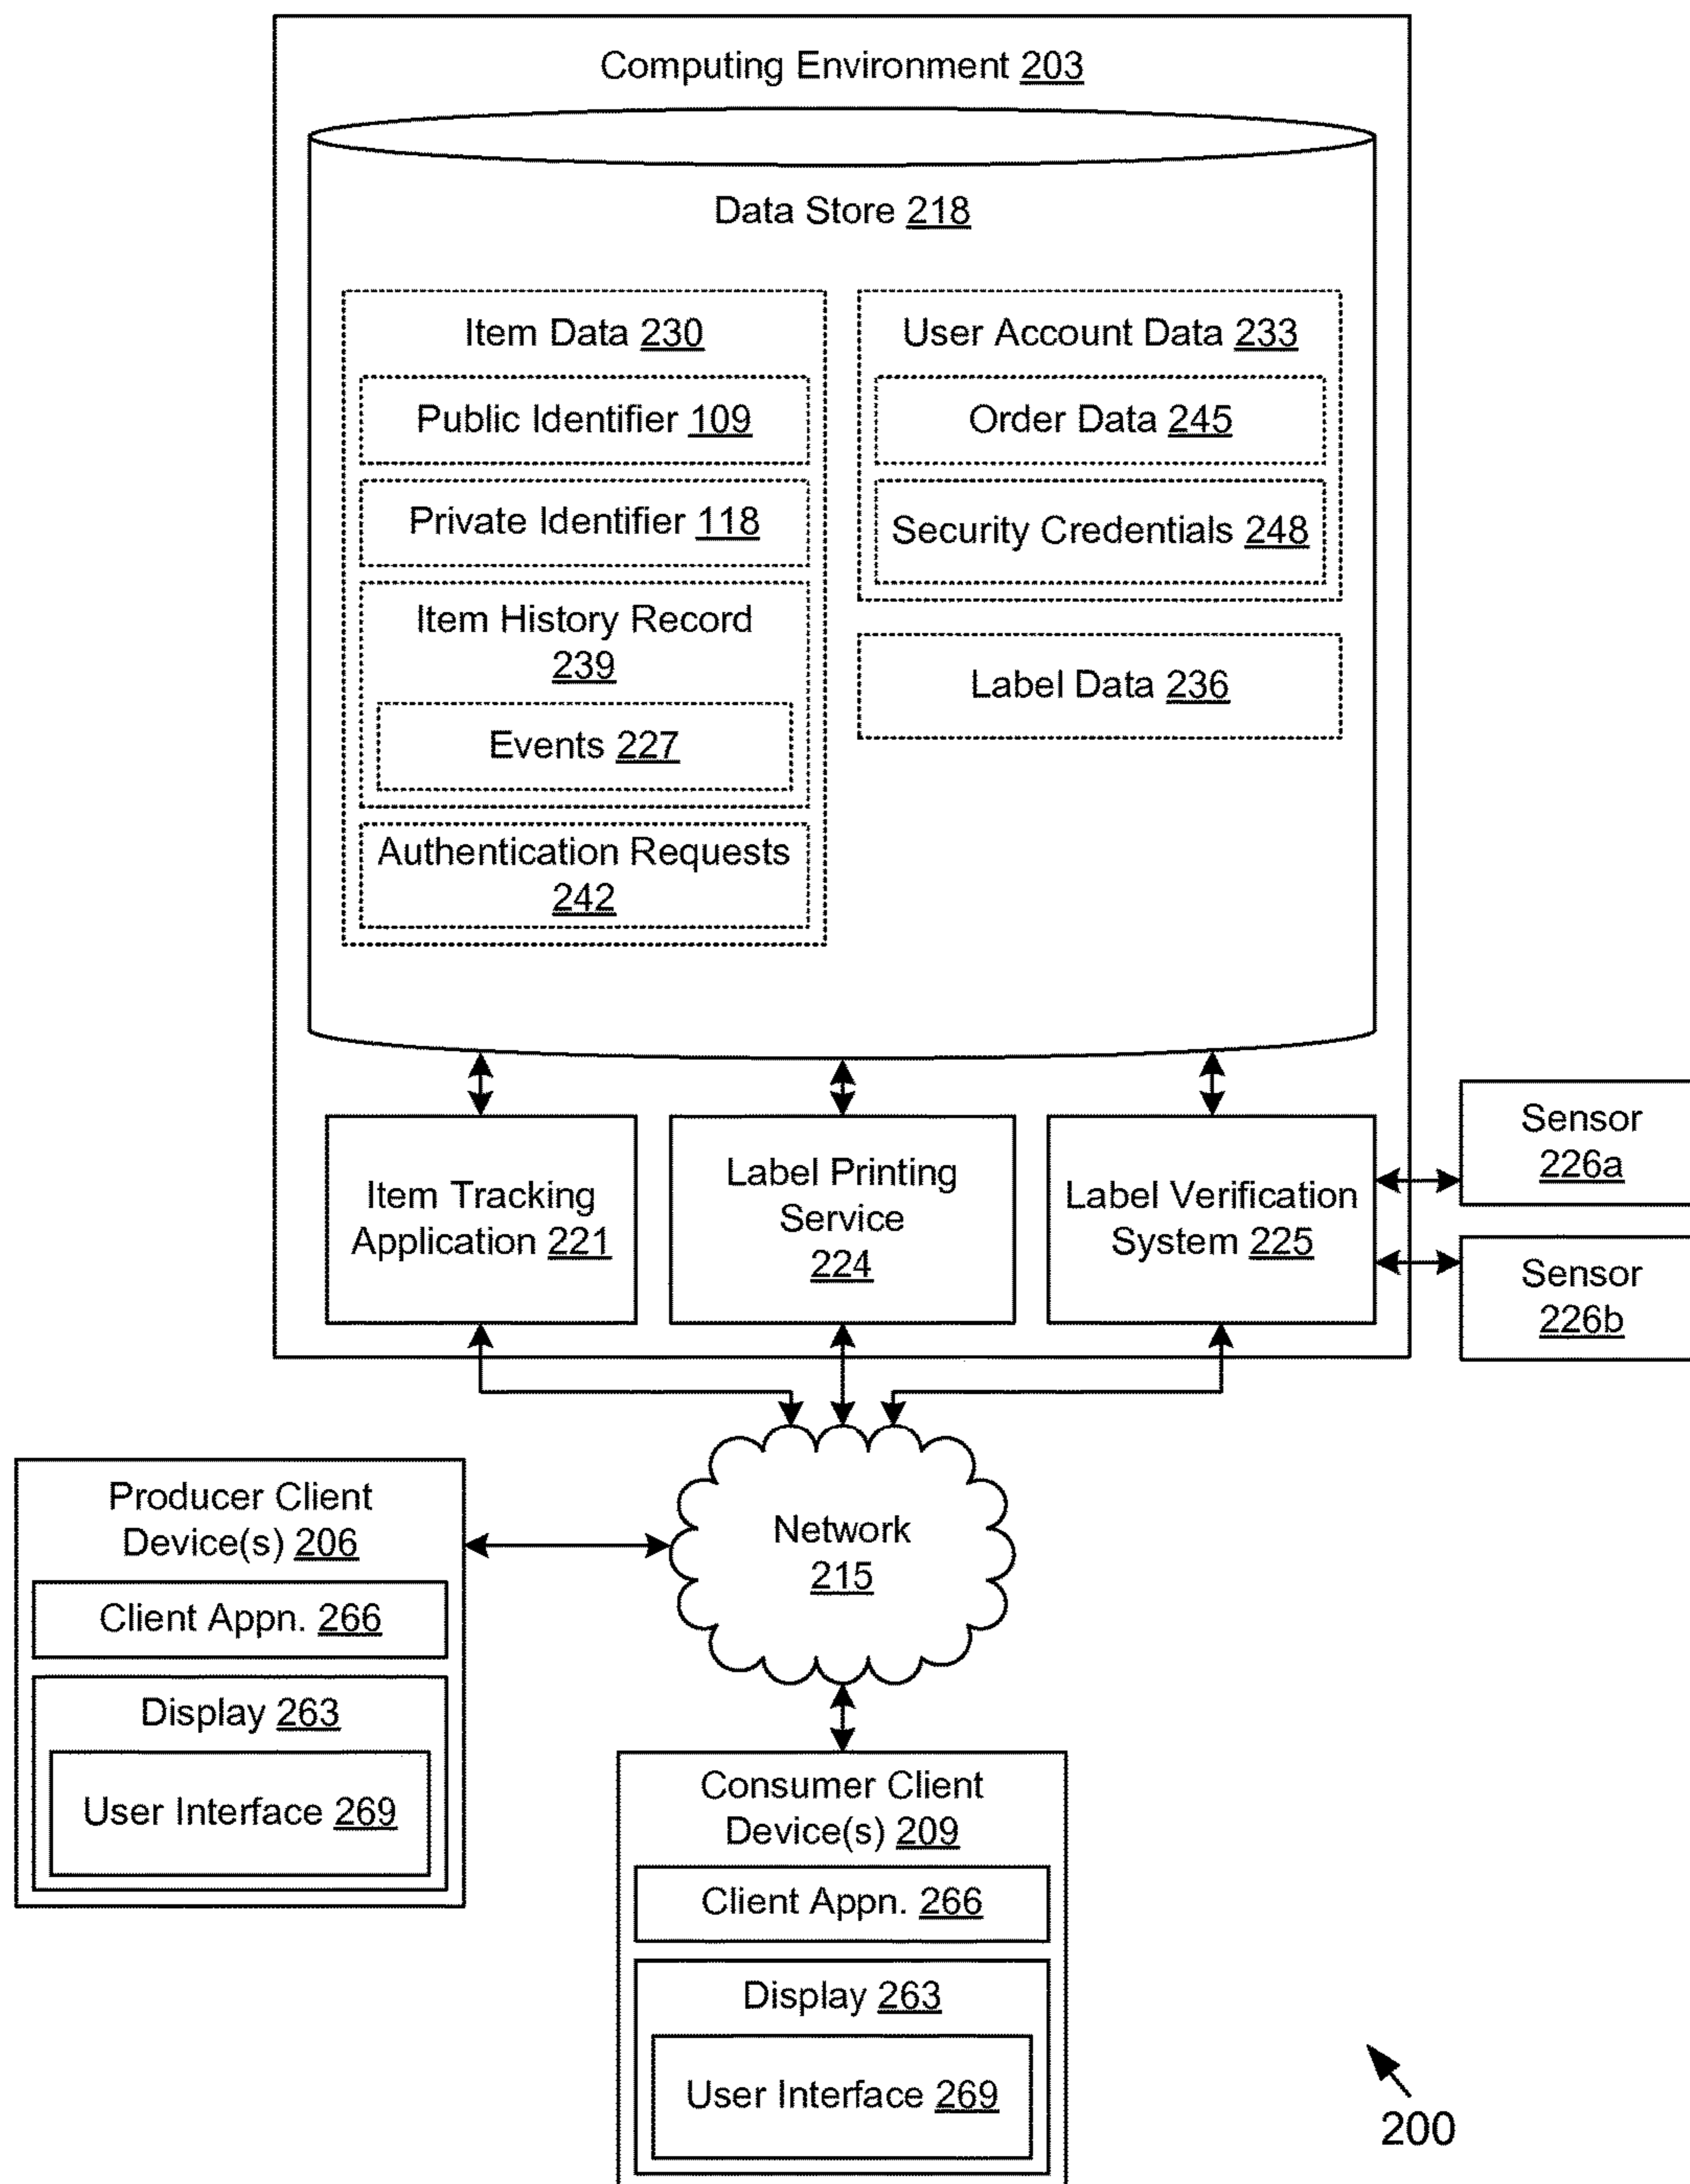 Computing Environment 203
Data Store 218
Item Data 230
Public Identifier 109
Private Identifier 118
Item History Record
239
Events 227
Authentication Requests
242
User Account Data 233
Order Data 245
Security Credentials 248
Label Data 236
Item Tracking
Application 221
Label Printing
Service
224
Label Verification
System 225
Sensor
226a
Sensor
226b
Network
215
Producer Client
Device(s) 206
Client Appn. 266
Display 263
User Interface 269
Consumer Client
Device(s) 209
Client Appn. 266
Display 263
User Interface 269
200